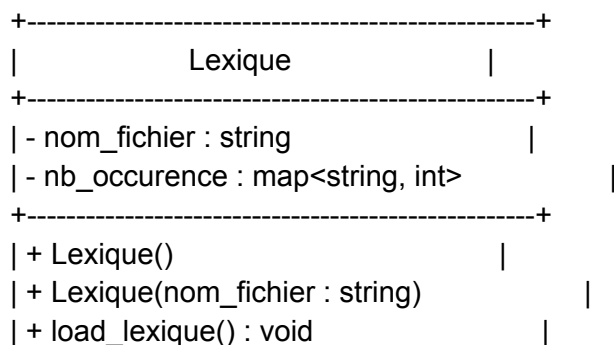 +----------------------------------------------------+
| Lexique |
+----------------------------------------------------+
| - nom_fichier : string |
| - nb_occurence : map<string, int> |
+----------------------------------------------------+
| + Lexique() |
| + Lexique(nom_fichier : string) |
| + load_lexique() : void |